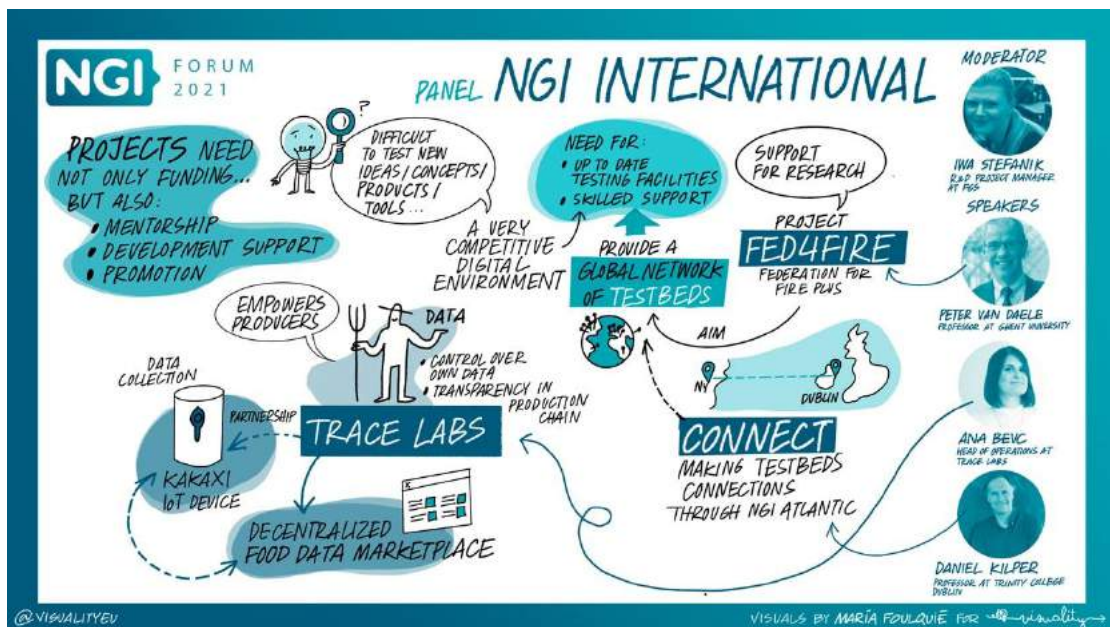 NGI
FORUM
2021
PANEL NGI INTERNATIONAL
PROJECTS NEED
NOT ONLY FUNDING...
BUT ALSO:
• MENTORSHIP
• DEVELOPMENT SUPPORT
• PROMOTION
?
DIFFICULT
TO TEST NEW
IDEAS/CONCEPTS/
PRODUCTS/
TOOLS...
A VERY
COMPETITIVE
DIGITAL
ENVIRONMENT
NEED FOR:
• UP TO DATE
TESTING FACILITIES
• SKILLED SUPPORT
PROVIDE A
GLOBAL NETWORK
OF TESTBEDS
SUPPORT
FOR RESEARCH
PROJECT
FED4FIRE
FEDERATION FOR
FIRE PLUS
AIM
NY
DUBLIN
CONNECT
MAKING TESTBEDS
CONNECTIONS
THROUGH NGI ATLANTIC
EMPOWERS
PRODUCERS
DATA
• CONTROL OVER
OWN DATA
• TRANSPARENCY IN
PRODUCTION
CHAIN
TRACE LABS
DATA
COLLECTION
PARTNERSHIP
KAKAXI
IoT DEVICE
DECENTRALIZED
FOOD DATA MARKETPLACE
MODERATOR
IWA STEFANIK
R&D PROJECT MANAGER
AT FGS
SPEAKERS
PETER VAN DAELE
PROFESSOR AT GHENT UNIVERSITY
ANA BEVC
HEAD OF OPERATIONS AT
TRACE LABS
DANIEL KILPER
PROFESSOR AT TRINITY COLLEGE
DUBLIN
@VISUALITYEU
VISUALS BY MARÍA FOULQUIÉ FOR visuality